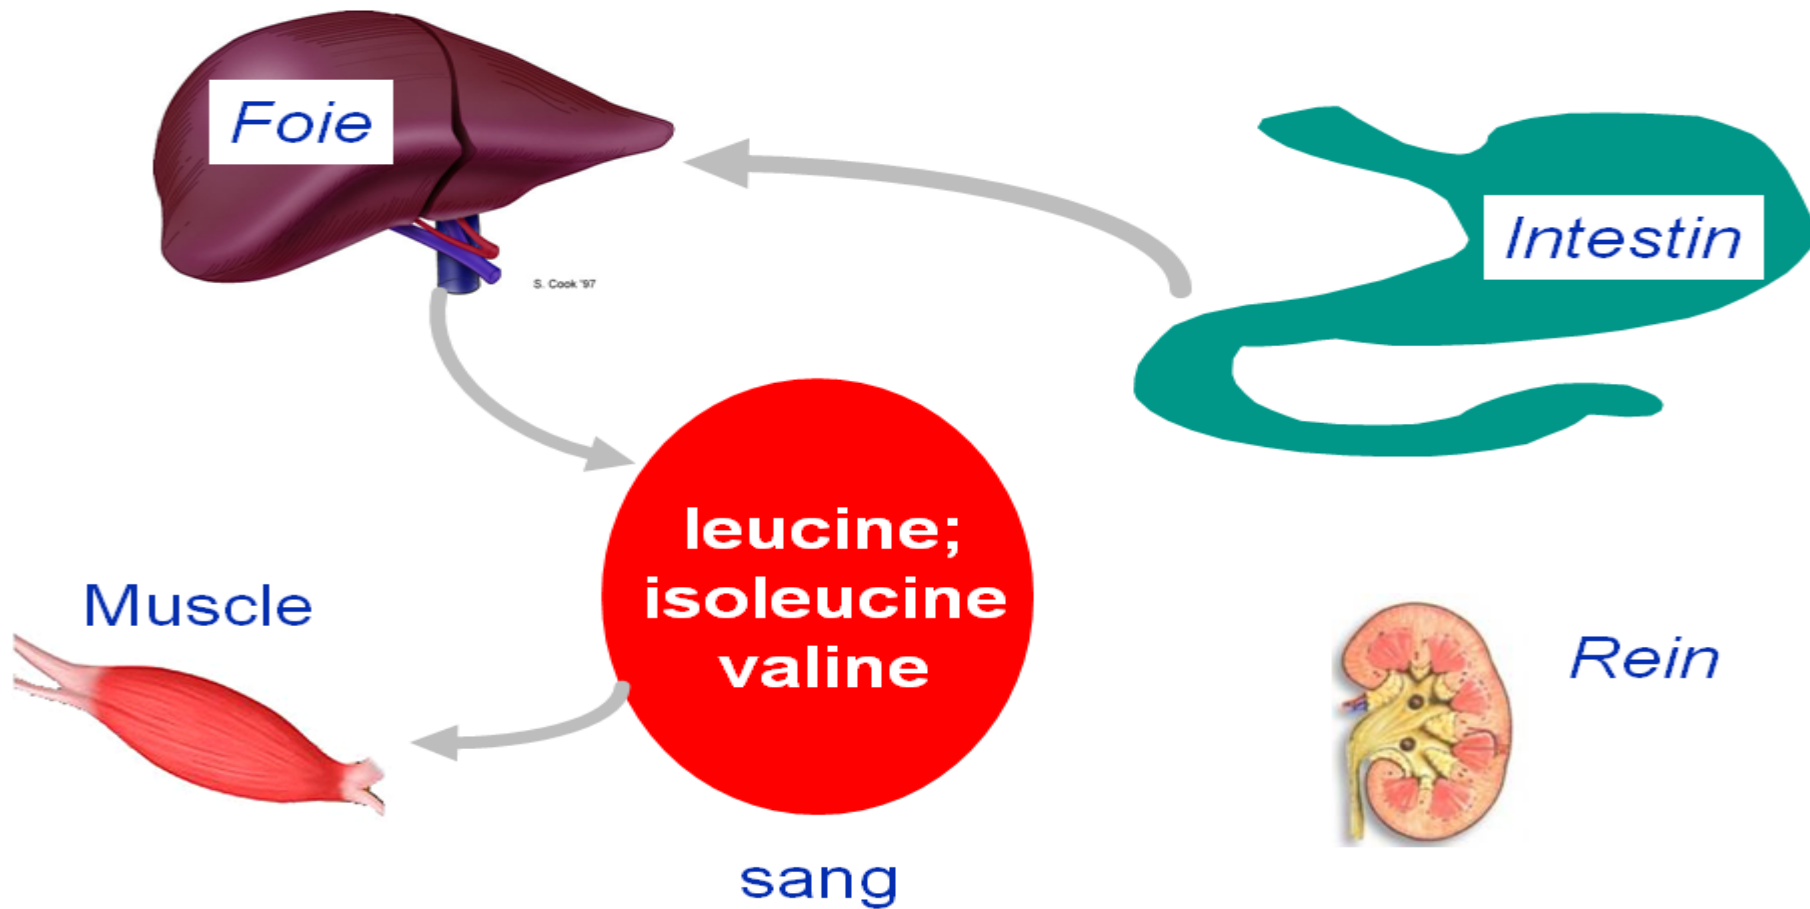 Foie
Intestin
S. Cook '97
leucine;
isoleucine
valine
Muscle
Rein
sang